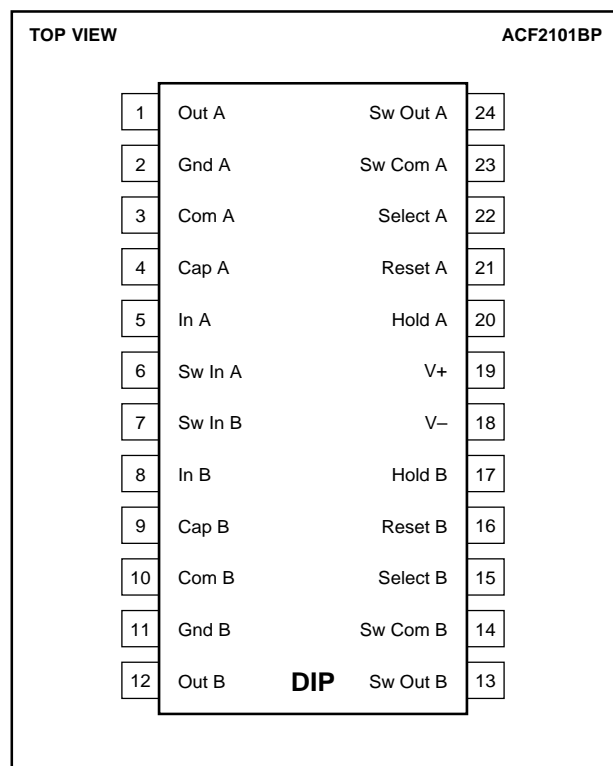 TOP VIEW ACF2101BP
1 Out A Sw Out A 24
2 Gnd A Sw Com A 23
3 Com A Select A 22
4 Cap A Reset A 21
5 In A Hold A 20
6 Sw In A V+ 19
7 Sw In B V– 18
8 In B Hold B 17
9 Cap B Reset B 16
10 Com B Select B 15
11 Gnd B Sw Com B 14
12 Out B DIP Sw Out B 13